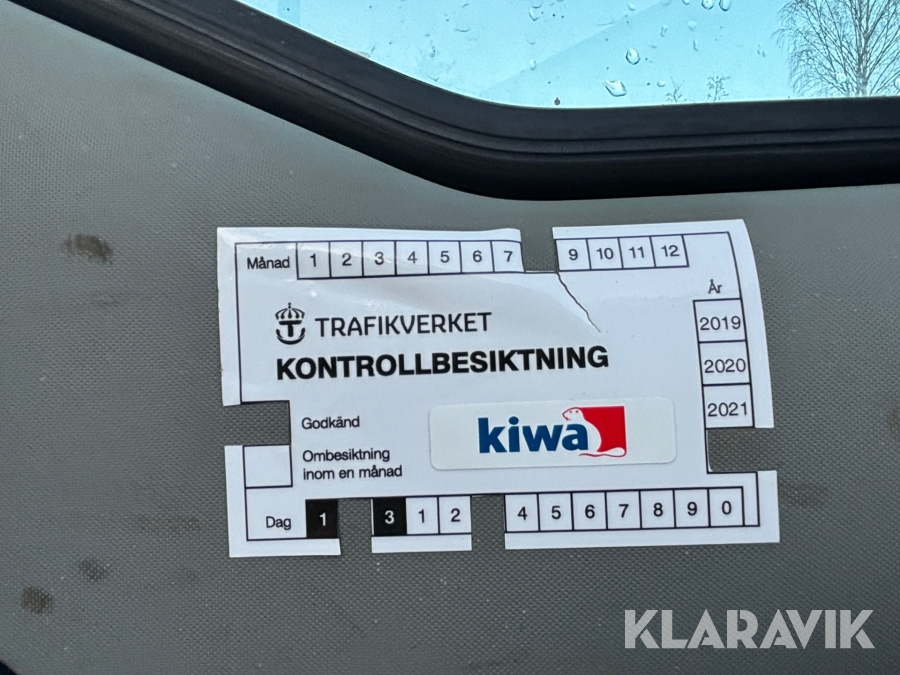 Månad 1 2 3 4 5 6 7 9 10 11 12
År
TRAFIKVERKET
2019
KONTROLLBESIKTNING
2020
2021
Godkänd
kiwa
Ombesiktning
inom en månad
Dag 1 3 1 2 4 5 6 7 8 9 0
KLARAVIK